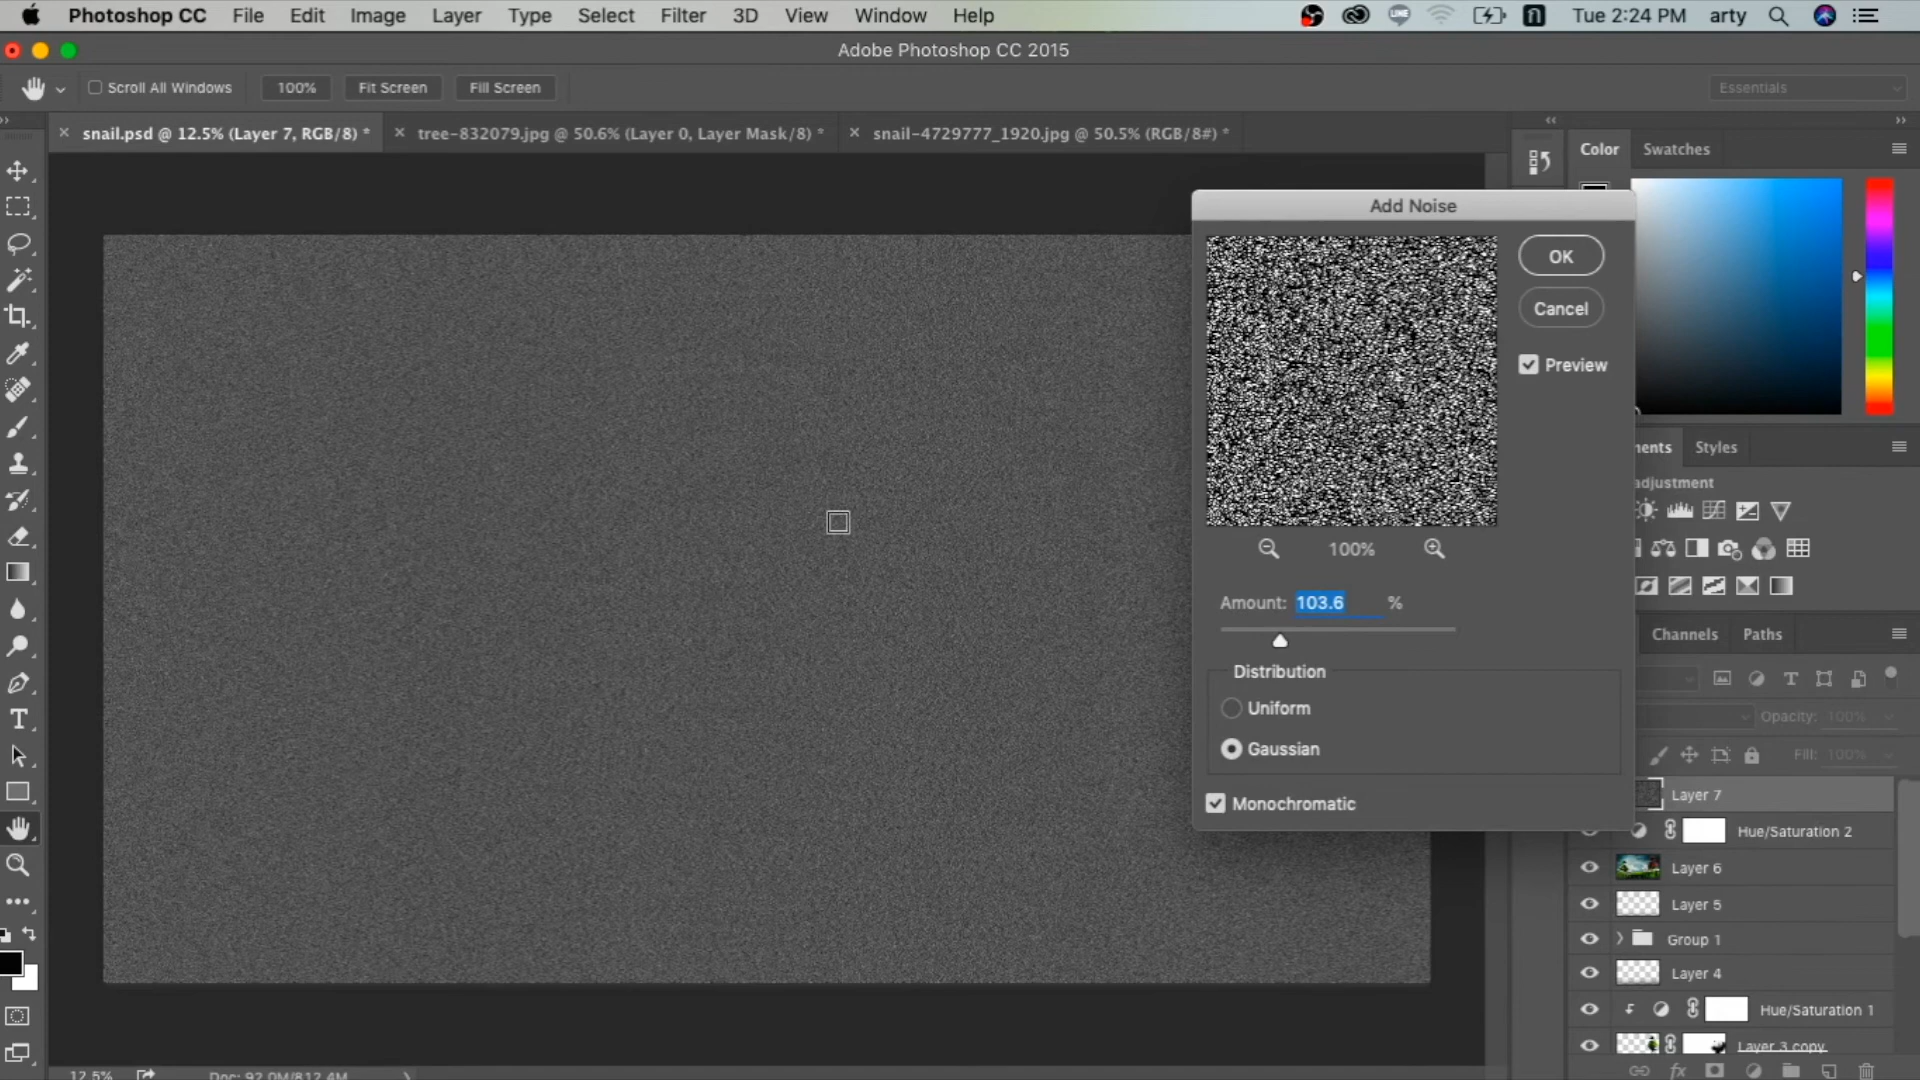 Photoshop CC File Edit Image Layer Type Select Filter 3D View Window Help Tue 2:24 PM arty
Adobe Photoshop CC 2015
Scroll All Windows 100% Fit Screen Fill Screen Essentials
snail.psd @ 12.5% (Layer 7, RGB/8) * tree-832079.jpg @ 50.6% (Layer 0, Layer Mask/8) * snail-4729777_1920.jpg @ 50.5% (RGB/8#) *
Color Swatches
Add Noise
OK
Cancel
Preview
100%
Amount: 103.6 %
Distribution
Uniform
Gaussian
Monochromatic
ments Styles
adjustment
Channels Paths
Opacity: 100%
Fill: 100%
Layer 7
Hue/Saturation 2
Layer 6
Layer 5
Group 1
Layer 4
Hue/Saturation 1
Layer 3 copy
12.5% Doc: 92.0M/812.4M